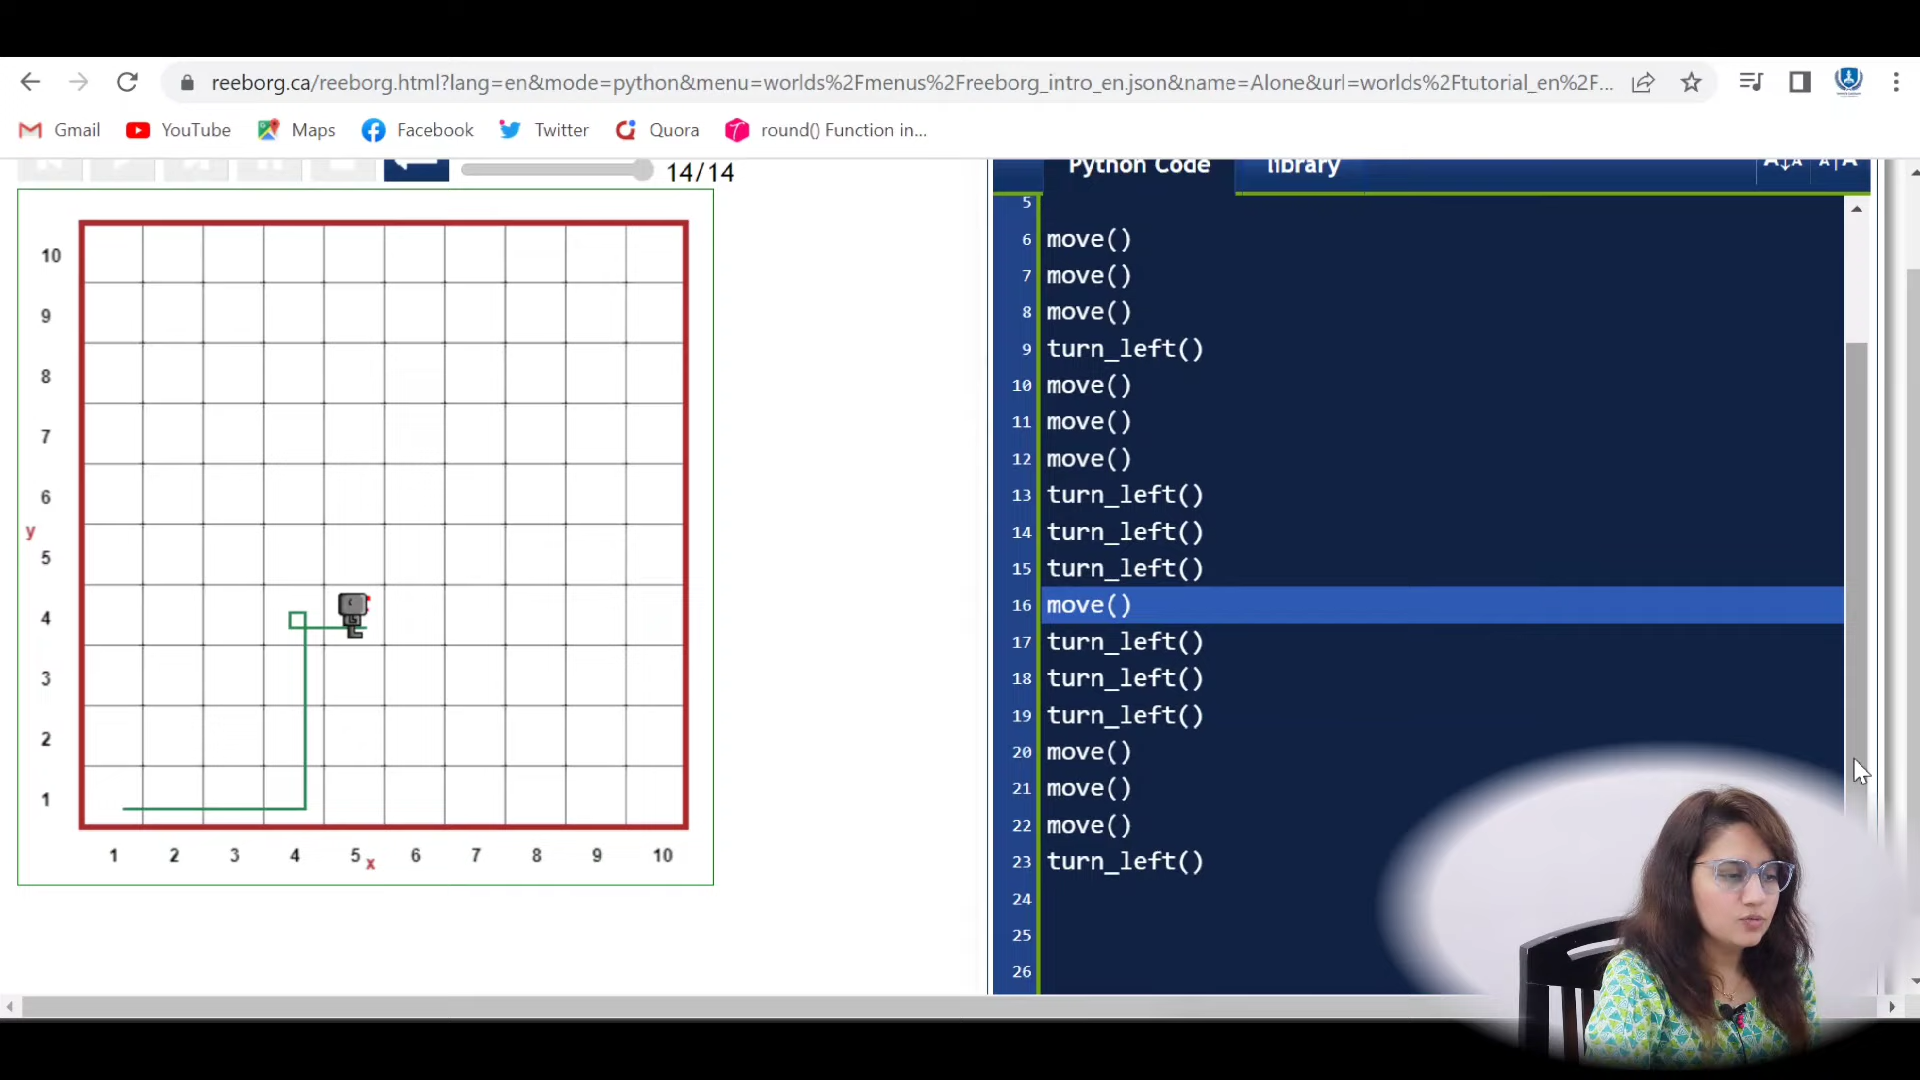 reeborg.ca/reeborg.html?lang=en&mode=python&menu=worlds%2Fmenus%2Freeborg_intro_en.json&name=Alone&url=worlds%2Ftutorial_en%2F...
Gmail YouTube Maps Facebook Twitter Quora round() Function in...
14/14
Python Code library
10
9
8
7
6
y
5
4
3
2
1
1 2 3 4 5 x 6 7 8 9 10
5
6 move()
7 move()
8 move()
9 turn_left()
10 move()
11 move()
12 move()
13 turn_left()
14 turn_left()
15 turn_left()
16 move()
17 turn_left()
18 turn_left()
19 turn_left()
20 move()
21 move()
22 move()
23 turn_left()
24
25
26